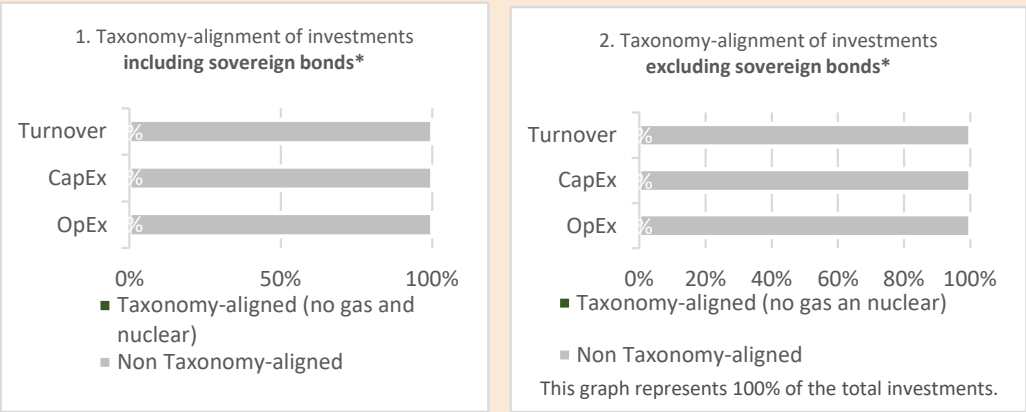 1. Taxonomy-alignment of investments
including sovereign bonds*
Turnover
%
CapEx
%
OpEx
%
0% 50% 100%
Taxonomy-aligned (no gas and
nuclear)
Non Taxonomy-aligned
2. Taxonomy-alignment of investments
excluding sovereign bonds*
Turnover
%
CapEx
%
OpEx
%
0% 20% 40% 60% 80% 100%
Taxonomy-aligned (no gas an nuclear)
Non Taxonomy-aligned
This graph represents 100% of the total investments.